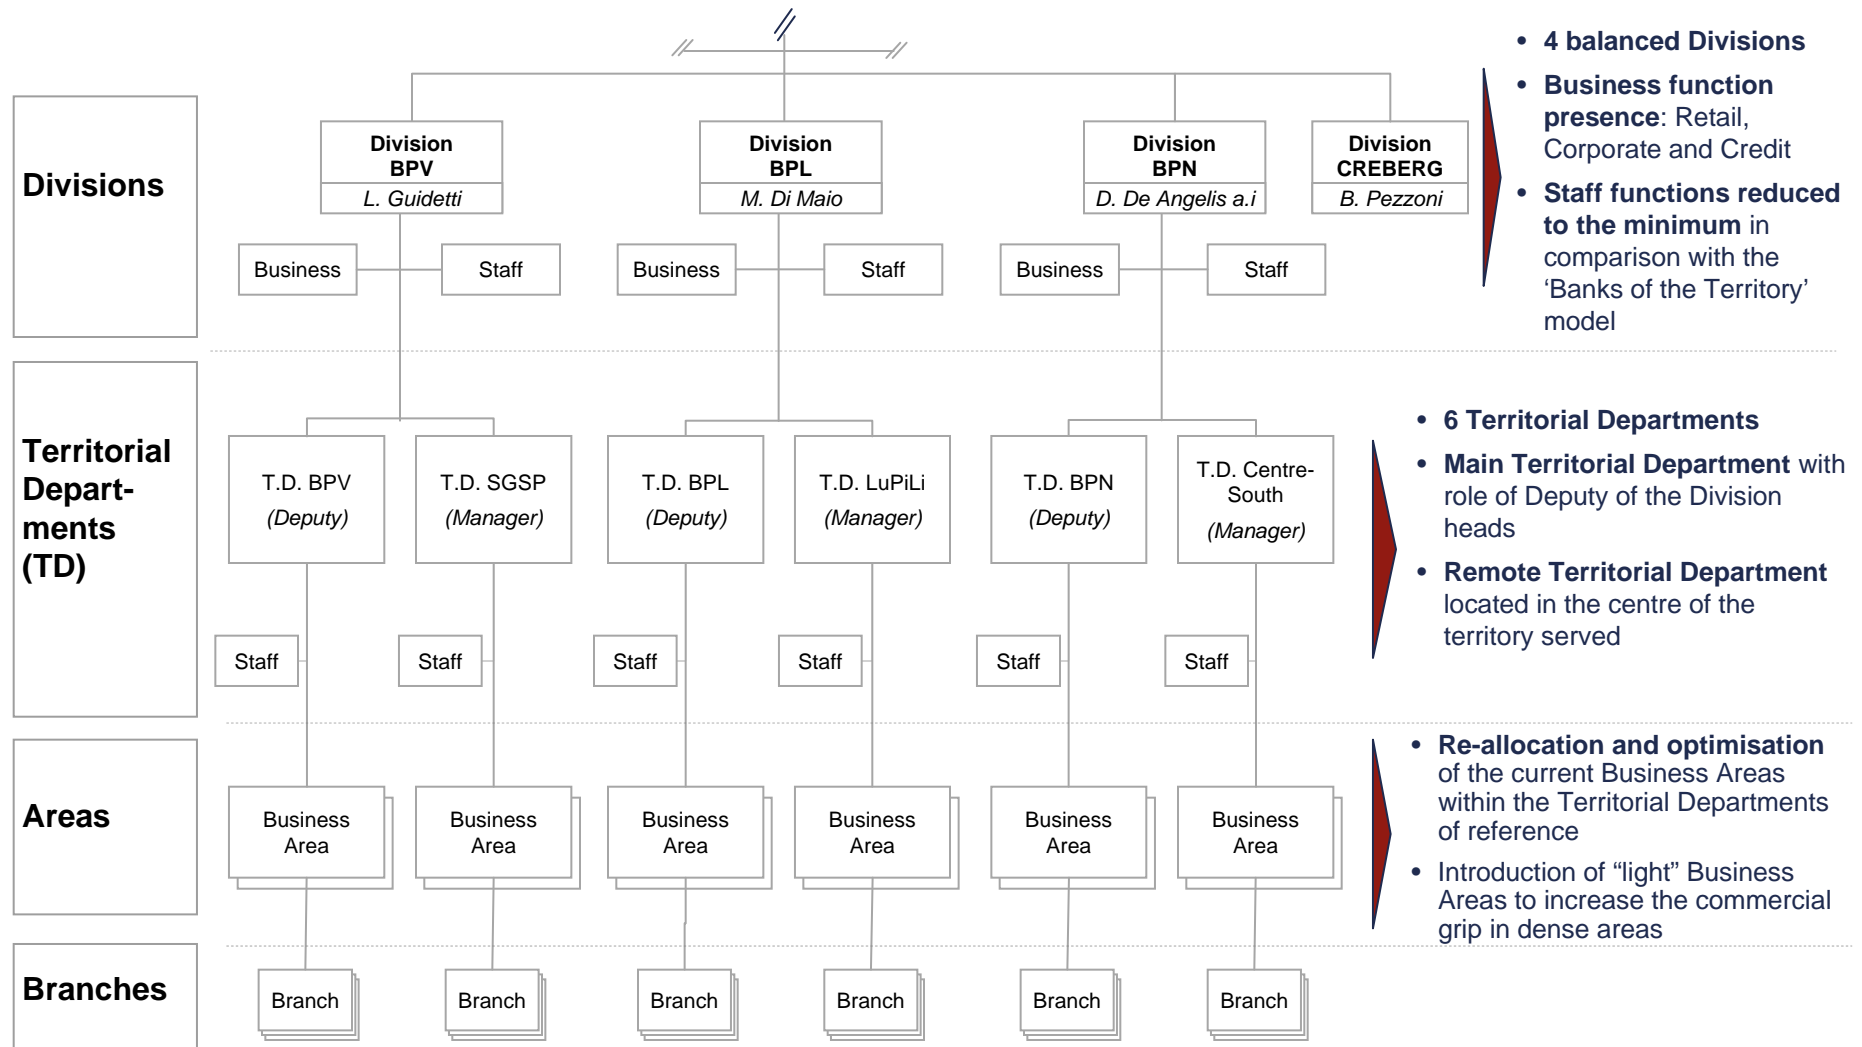 Divisions
Division
BPV
L. Guidetti
Division
BPL
M. Di Maio
Division
BPN
D. De Angelis a.i
Division
CREBERG
B. Pezzoni
Business
Staff
Business
Staff
Business
Staff
• 4 balanced Divisions
• Business function
presence: Retail,
Corporate and Credit
• Staff functions reduced
to the minimum in
comparison with the
‘Banks of the Territory’
model
Territorial
Depart-
ments
(TD)
T.D. BPV
(Deputy)
T.D. SGSP
(Manager)
T.D. BPL
(Deputy)
T.D. LuPiLi
(Manager)
T.D. BPN
(Deputy)
T.D. Centre-
South
(Manager)
Staff
Staff
Staff
Staff
Staff
Staff
• 6 Territorial Departments
• Main Territorial Department with
role of Deputy of the Division
heads
• Remote Territorial Department
located in the centre of the
territory served
Areas
Business
Area
Business
Area
Business
Area
Business
Area
Business
Area
Business
Area
• Re-allocation and optimisation
of the current Business Areas
within the Territorial Departments
of reference
• Introduction of “light” Business
Areas to increase the commercial
grip in dense areas
Branches
Branch
Branch
Branch
Branch
Branch
Branch